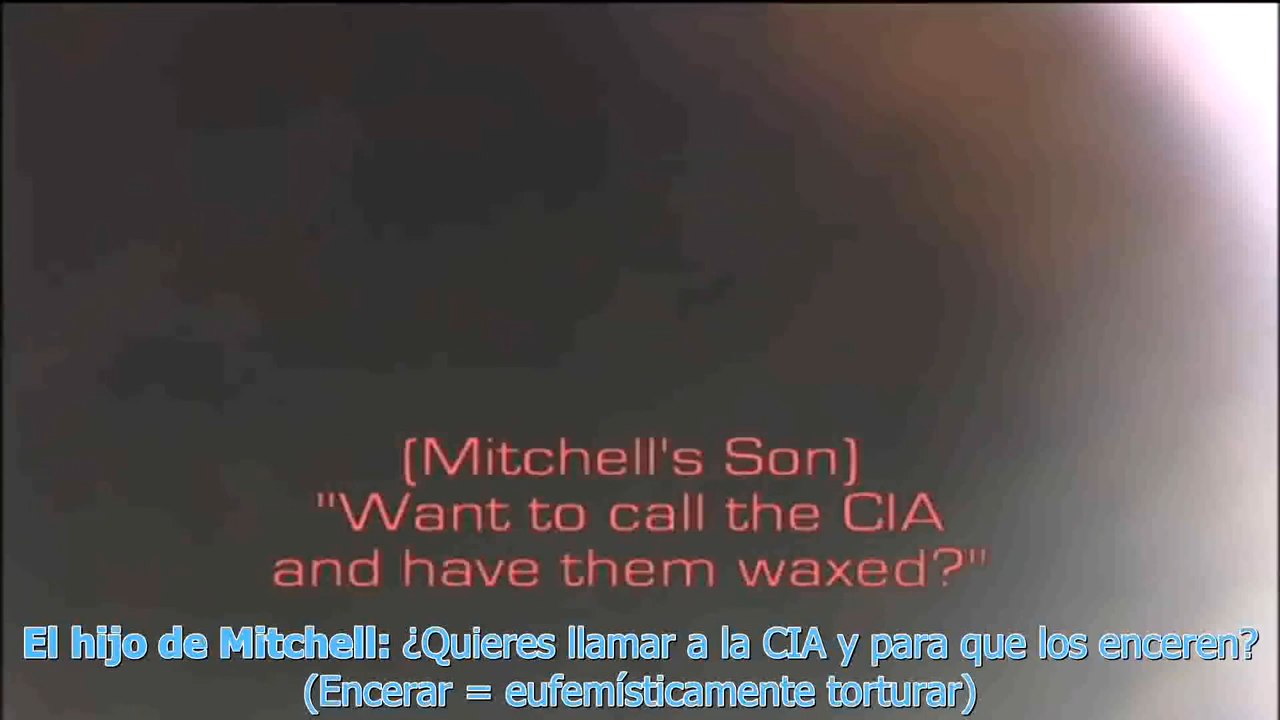 (Mitchell's Son)
"Want to call the CIA
and have them waxed?"
El hijo de Mitchell: ¿Quieres llamar a la CIA y para que los enceren?
(Encerar = eufemísticamente torturar)